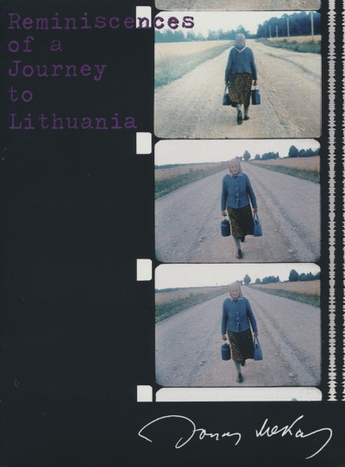 Reminiscences
of a
Journey
to
Lithuania
Jonas Mekas